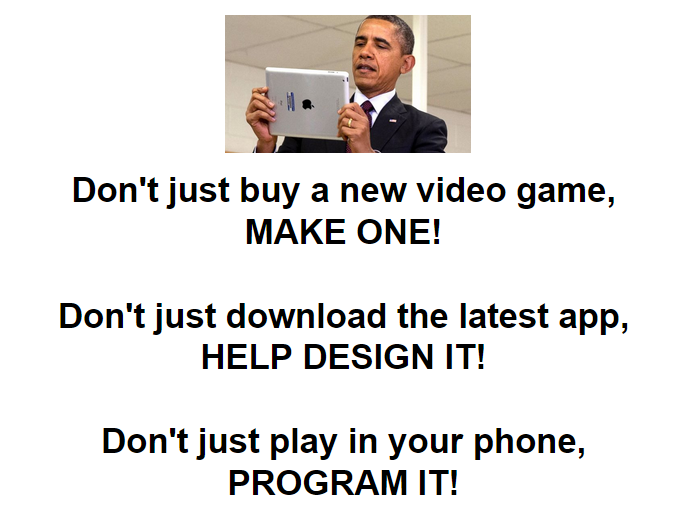 Don't just buy a new video game,
MAKE ONE!
Don't just download the latest app,
HELP DESIGN IT!
Don't just play in your phone,
PROGRAM IT!